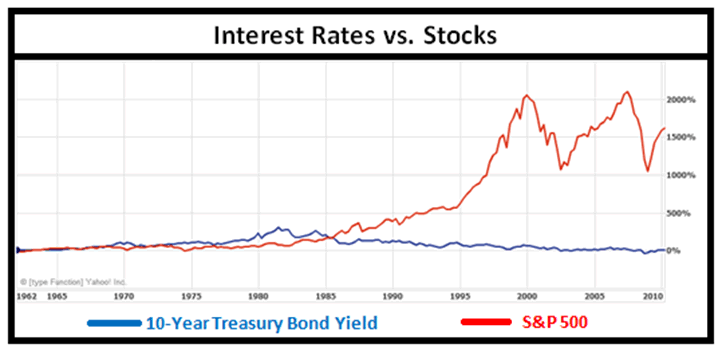 Interest Rates vs. Stocks
2000%
1500%
1000%
500%
0%
© [type Fanction] Yahoo! Inc.
1962 1965 1970 1975 1980 1985 1990 1995 2000 2005 2010
10-Year Treasury Bond Yield S&P 500